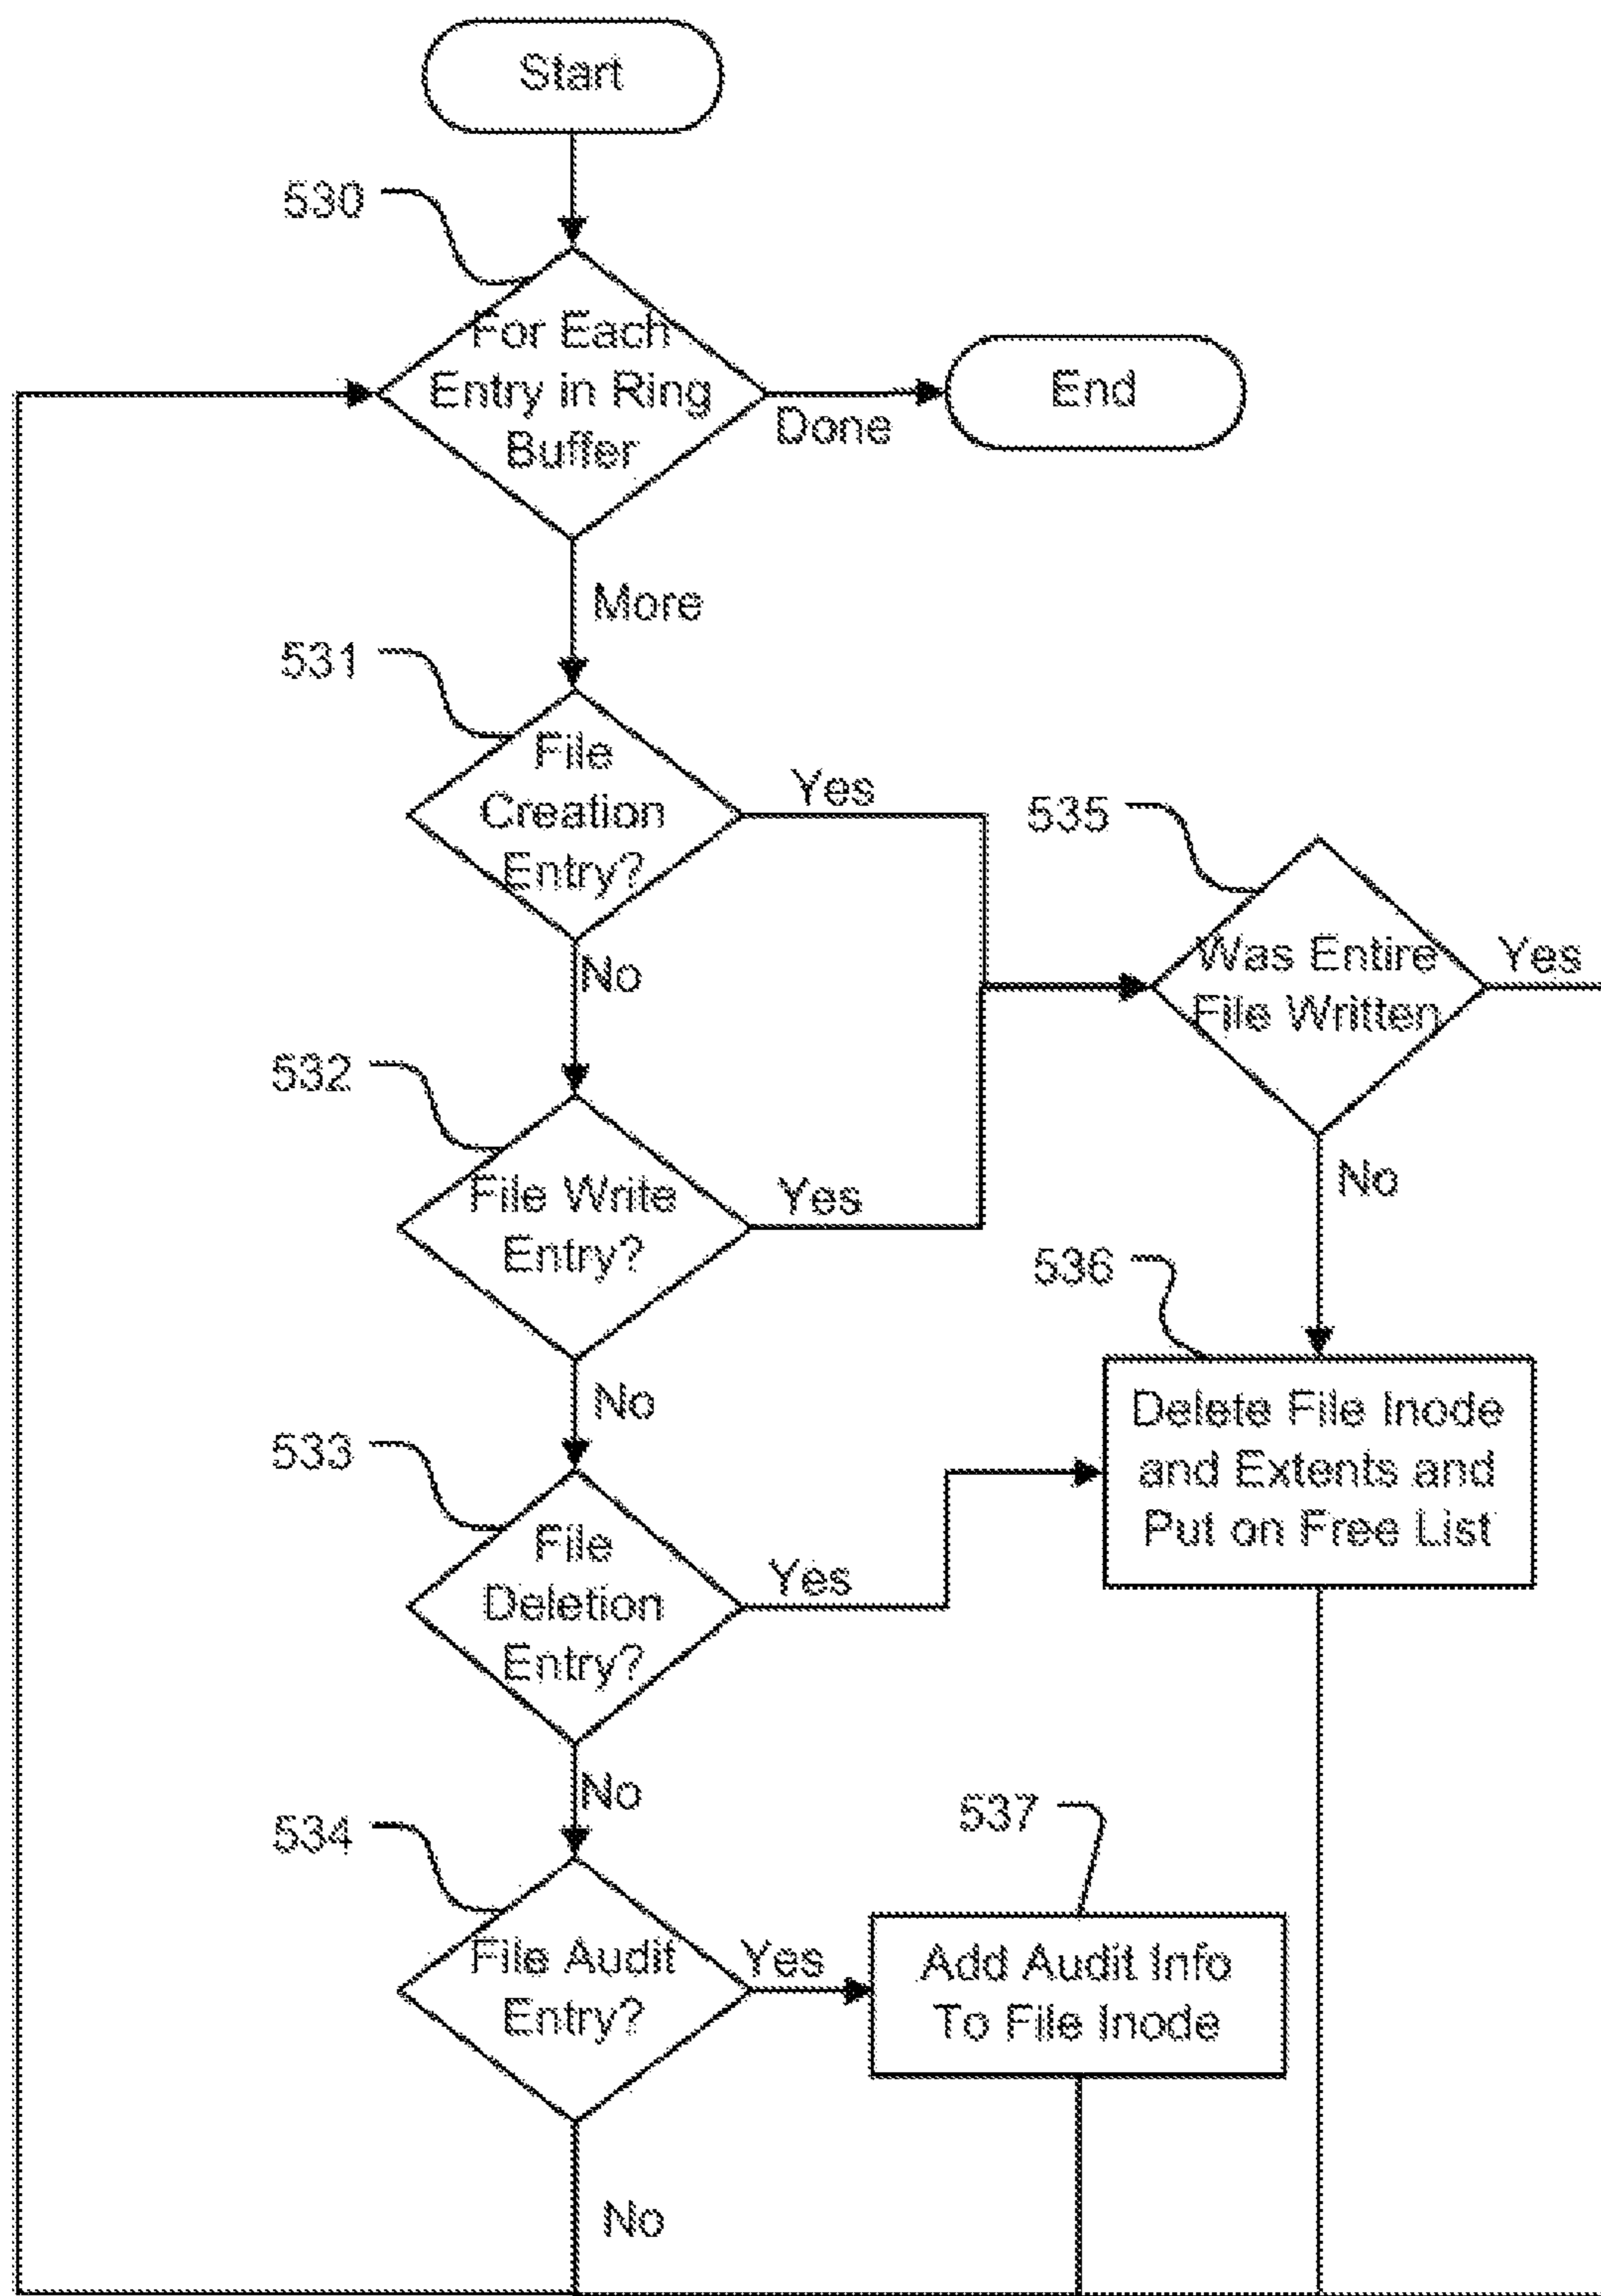 Start
530
For Each
Entry in Ring
Buffer
Done
End
More
531
File
Creation
Entry?
Yes
No
535
Was Entire
File Written
Yes
No
532
File Write
Entry?
Yes
No
536
Delete File Inode
and Extents and
Put on Free List
533
File
Deletion
Entry?
Yes
No
534
File Audit
Entry?
Yes
No
537
Add Audit Info
To File Inode